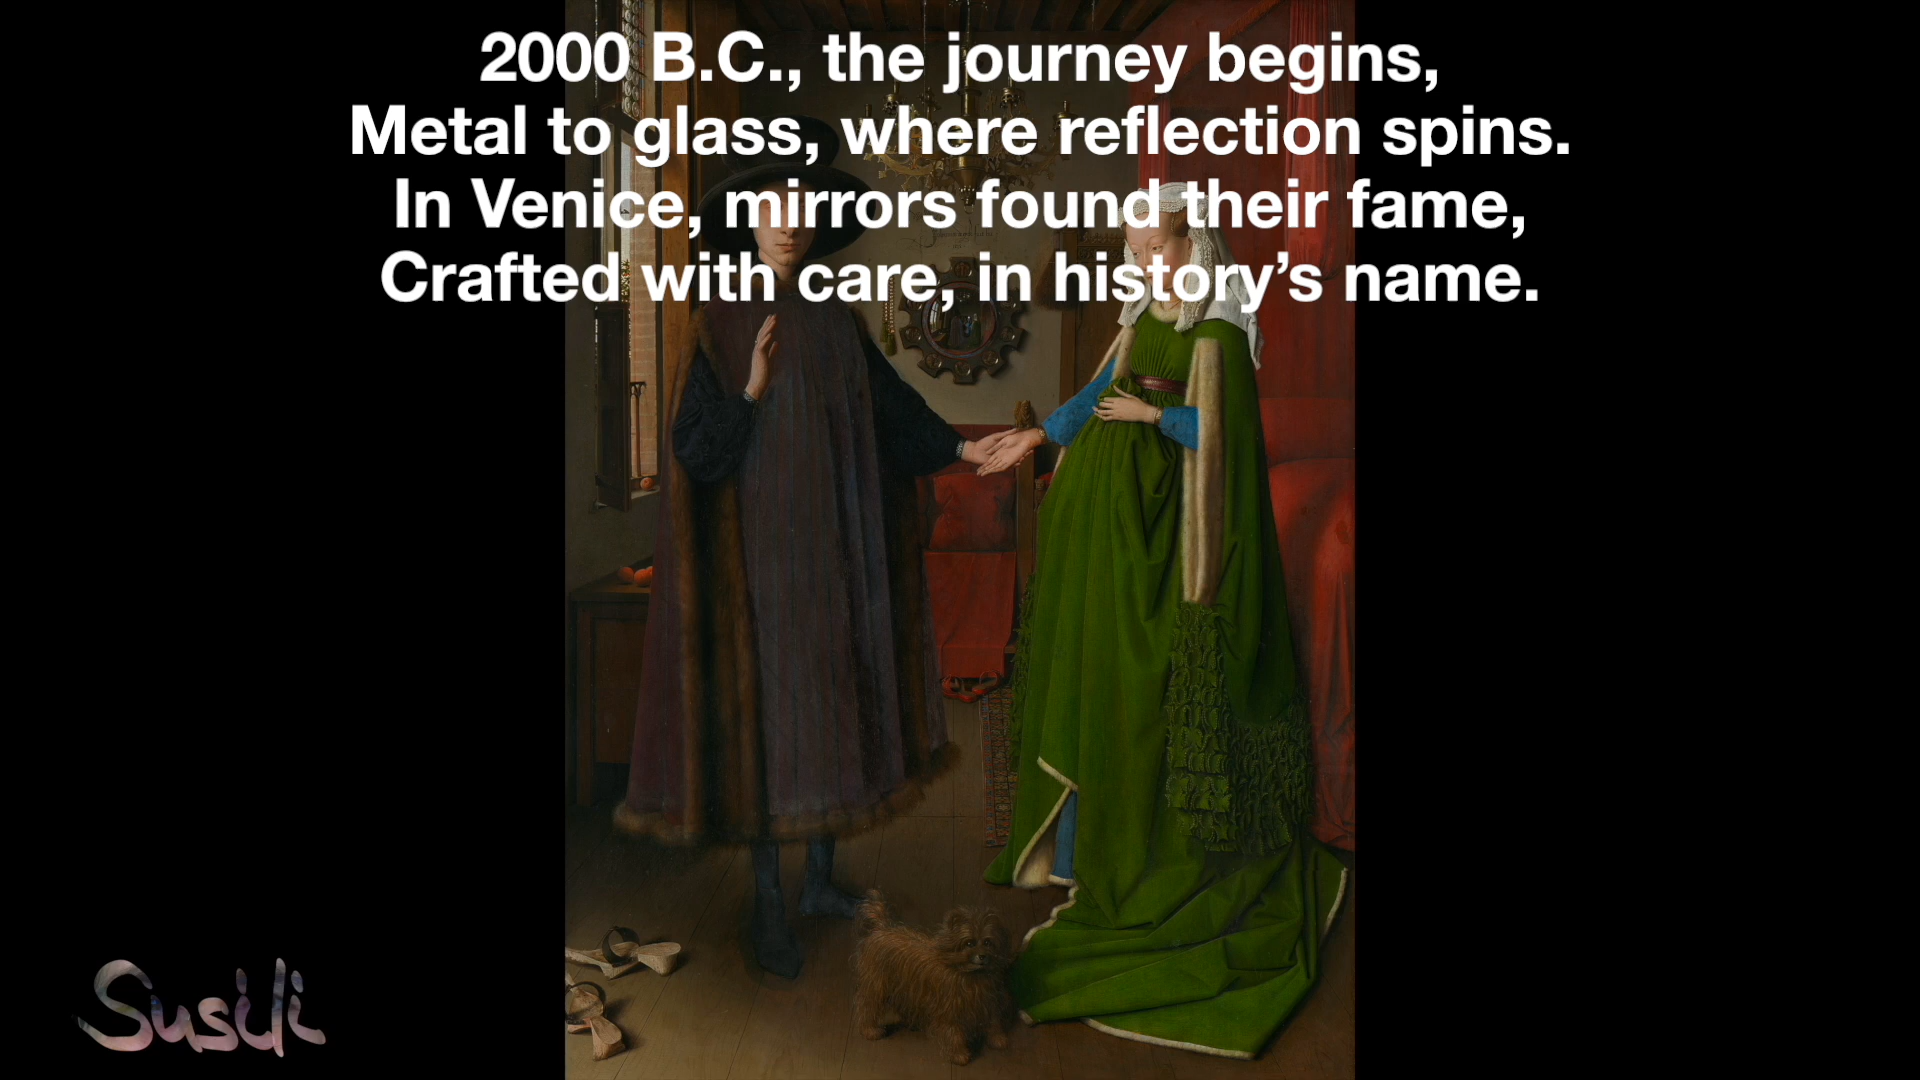 2000 B.C., the journey begins,
Metal to glass, where reflection spins.
In Venice, mirrors found their fame,
Crafted with care, in history’s name.
Susili